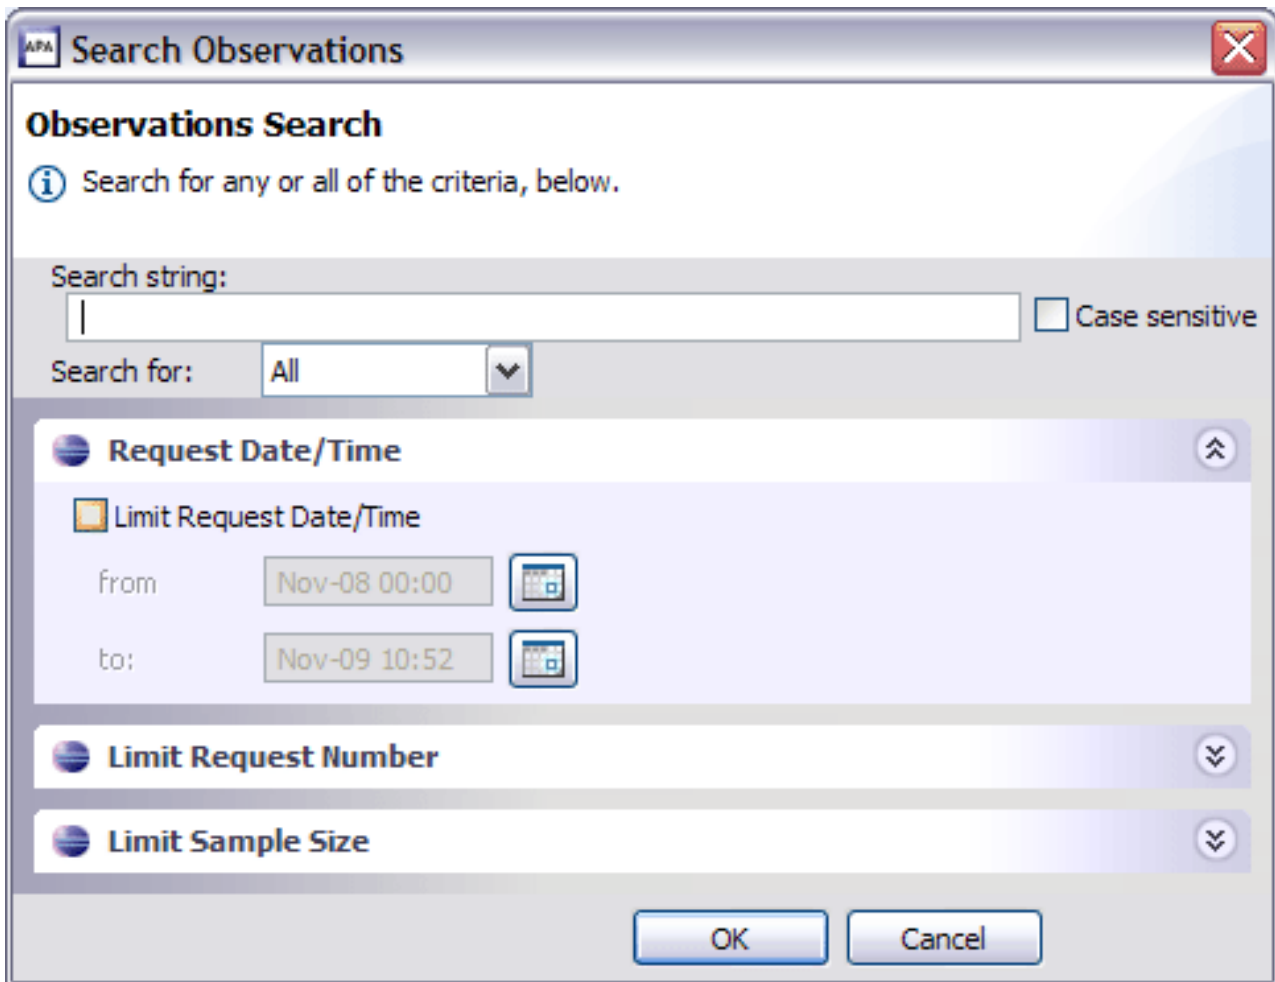 APA Search Observations
Observations Search
Search for any or all of the criteria, below.
Search string:
Case sensitive
Search for: All
Request Date/Time
Limit Request Date/Time
from Nov-08 00:00
to: Nov-09 10:52
Limit Request Number
Limit Sample Size
OK Cancel